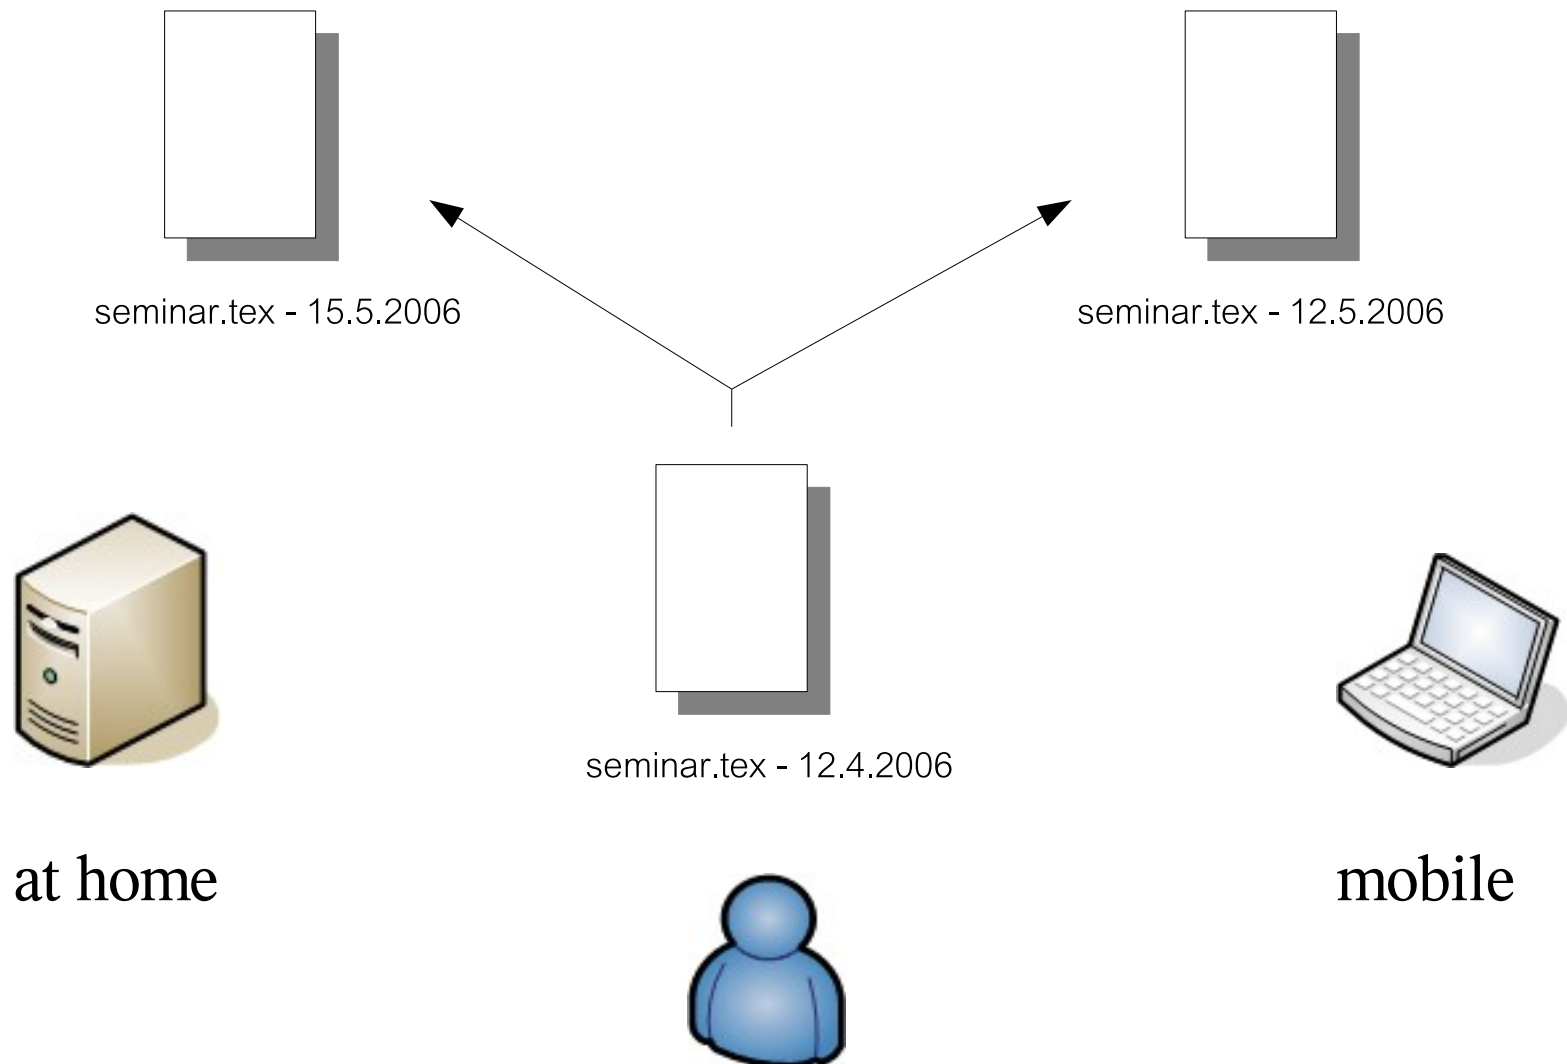 seminar.tex - 15.5.2006
seminar.tex - 12.5.2006
seminar.tex - 12.4.2006
at home
mobile